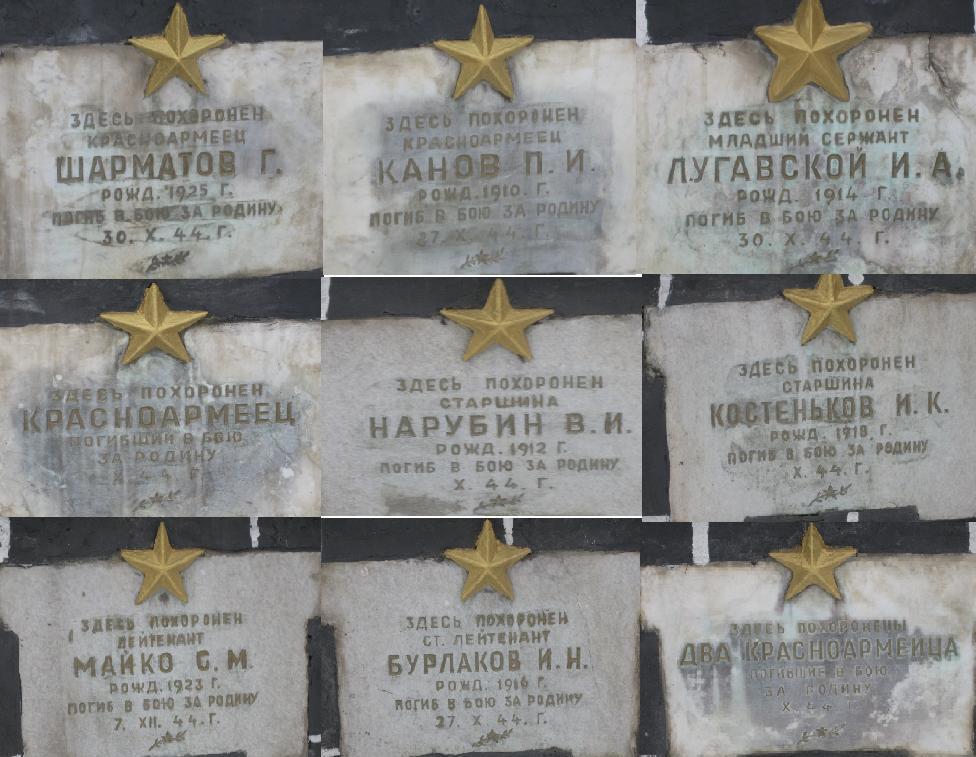 ЗДЕСЬ ПОХОРОНЕН
КРАСНОАРМЕЕЦ
ШАРМАТОВ Г.
РОЖД. 1925 Г.
ПОГИБ В БОЮ ЗА РОДИНУ
30. X. 44. Г.
ЗДЕСЬ ПОХОРОНЕН
КРАСНОАРМЕЕЦ
КАНОВ П. И.
РОЖД. 1910. Г.
ПОГИБ В БОЮ ЗА РОДИНУ
27. X. 44. Г.
ЗДЕСЬ ПОХОРОНЕН
МЛАДШИЙ СЕРЖАНТ
ЛУГАВСКОЙ И. А.
РОЖД. 1914 Г.
ПОГИБ В БОЮ ЗА РОДИНУ
30. X. 44. Г.
ЗДЕСЬ ПОХОРОНЕН
КРАСНОАРМЕЕЦ
ПОГИБШИЙ В БОЮ
ЗА РОДИНУ
X. 44 Г.
ЗДЕСЬ ПОХОРОНЕН
СТАРШИНА
НАРУБИН В. И.
РОЖД. 1912 Г.
ПОГИБ В БОЮ ЗА РОДИНУ
X. 44. Г.
ЗДЕСЬ ПОХОРОНЕН
СТАРШИНА
КОСТЕНЬКОВ И. К.
РОЖД. 1918 Г.
ПОГИБ В БОЮ ЗА РОДИНУ
X. 44. Г.
ЗДЕСЬ ПОХОРОНЕН
ЛЕЙТЕНАНТ
МАЙКО С. М.
РОЖД. 1923 Г.
ПОГИБ В БОЮ ЗА РОДИНУ
7. XII. 44. Г.
ЗДЕСЬ ПОХОРОНЕН
СТ. ЛЕЙТЕНАНТ
БУРЛАКОВ И. Н.
РОЖД. 1916 Г.
ПОГИБ В БОЮ ЗА РОДИНУ
27. X 44. Г.
ЗДЕСЬ ПОХОРОНЕНЫ
ДВА КРАСНОАРМЕЙЦА
ПОГИБШИЕ В БОЮ
ЗА РОДИНУ
X. 44 Г.